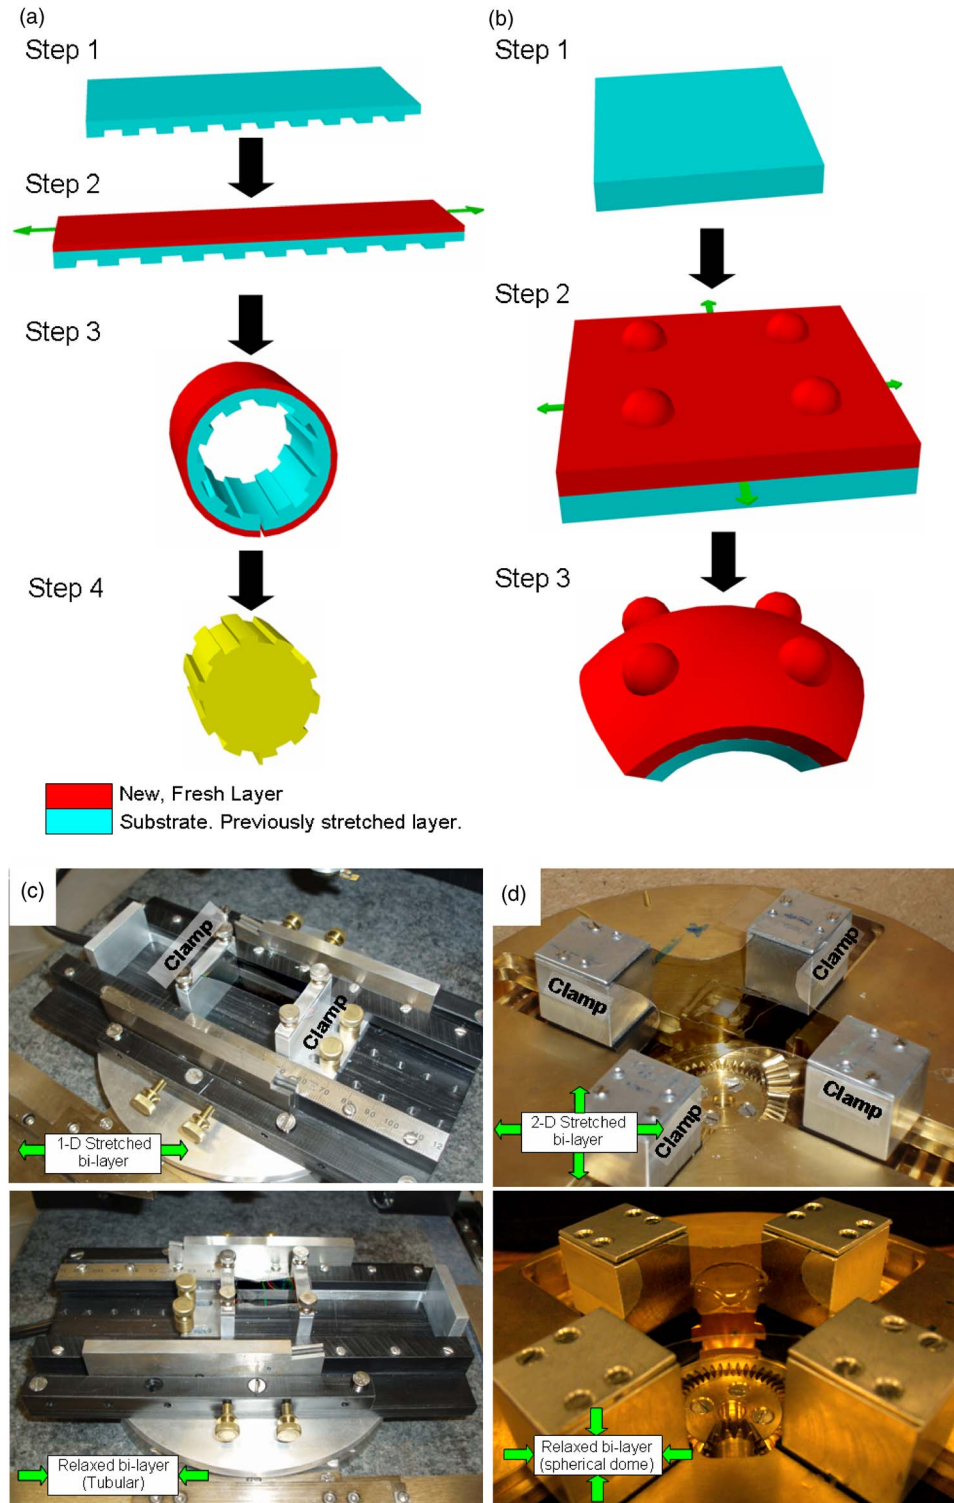 (a)
Step 1
Step 2
Step 3
Step 4
(b)
Step 1
Step 2
Step 3
New, Fresh Layer
Substrate. Previously stretched layer.
(c)
Clamp
Clamp
1-D Stretched
bi-layer
(d)
Clamp
Clamp
Clamp
Clamp
2-D Stretched
bi-layer
Relaxed bi-layer
(Tubular)
Relaxed bi-layer
(spherical dome)